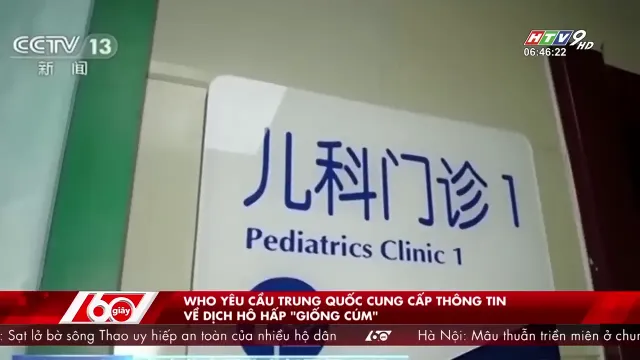 CCTV 13
新闻
HTV9 HD
06:46:22
儿科门诊1
Pediatrics Clinic 1
60 giây
WHO YÊU CẦU TRUNG QUỐC CUNG CẤP THÔNG TIN
VỀ DỊCH HÔ HẤP "GIỐNG CÚM"
: Sạt lở bờ sông Thao uy hiếp an toàn của nhiều hộ dân 60 Hà Nội: Mâu thuẫn triền miên ở chu